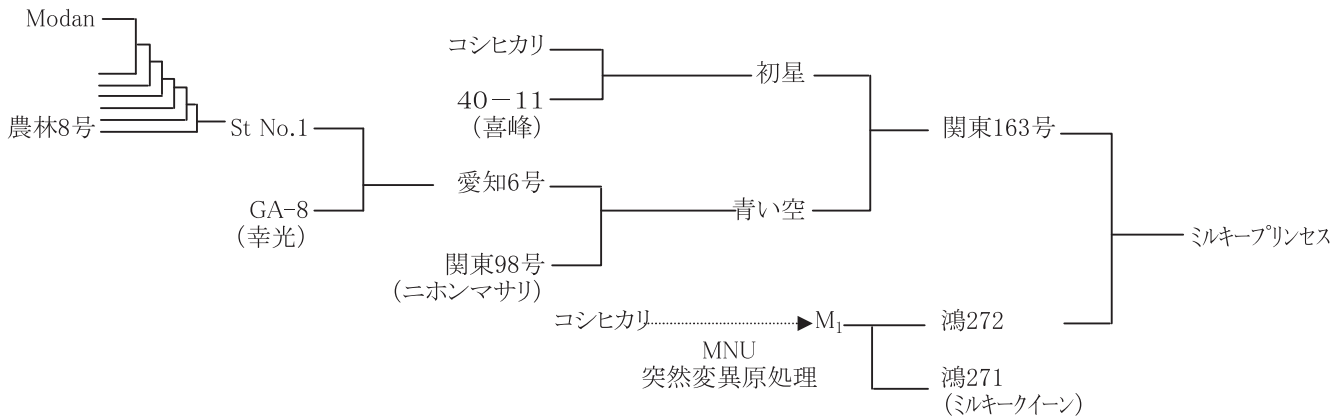 Modan
農林8号
St No.1
GA-8
(幸光)
コシヒカリ
40－11
(喜峰)
愛知6号
関東98号
(ニホンマサリ)
初星
青い空
関東163号
コシヒカリ
MNU
突然変異原処理
M1
鴻272
鴻271
(ミルキークイーン)
ミルキープリンセス